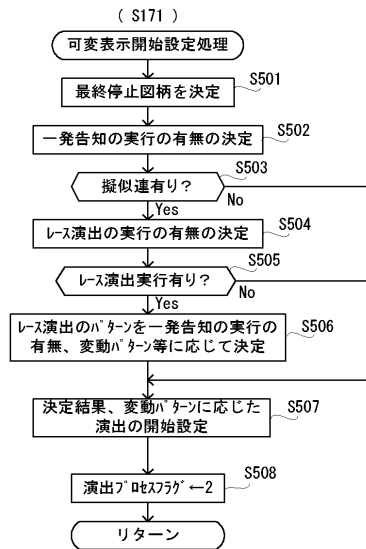 ( S171 )
可変表示開始設定処理
S501
最終停止図柄を決定
S502
一発告知の実行の有無の決定
S503
擬似連有り?
No
Yes
S504
ﾚｰｽ演出の実行の有無の決定
S505
ﾚｰｽ演出実行有り?
No
Yes
S506
ﾚｰｽ演出のﾊﾟﾀｰﾝを一発告知の実行の
有無、変動ﾊﾟﾀｰﾝ等に応じて決定
S507
決定結果、変動ﾊﾟﾀｰﾝに応じた
演出の開始設定
S508
演出ﾌﾟﾛｾｽﾌﾗｸﾞ←2
リターン